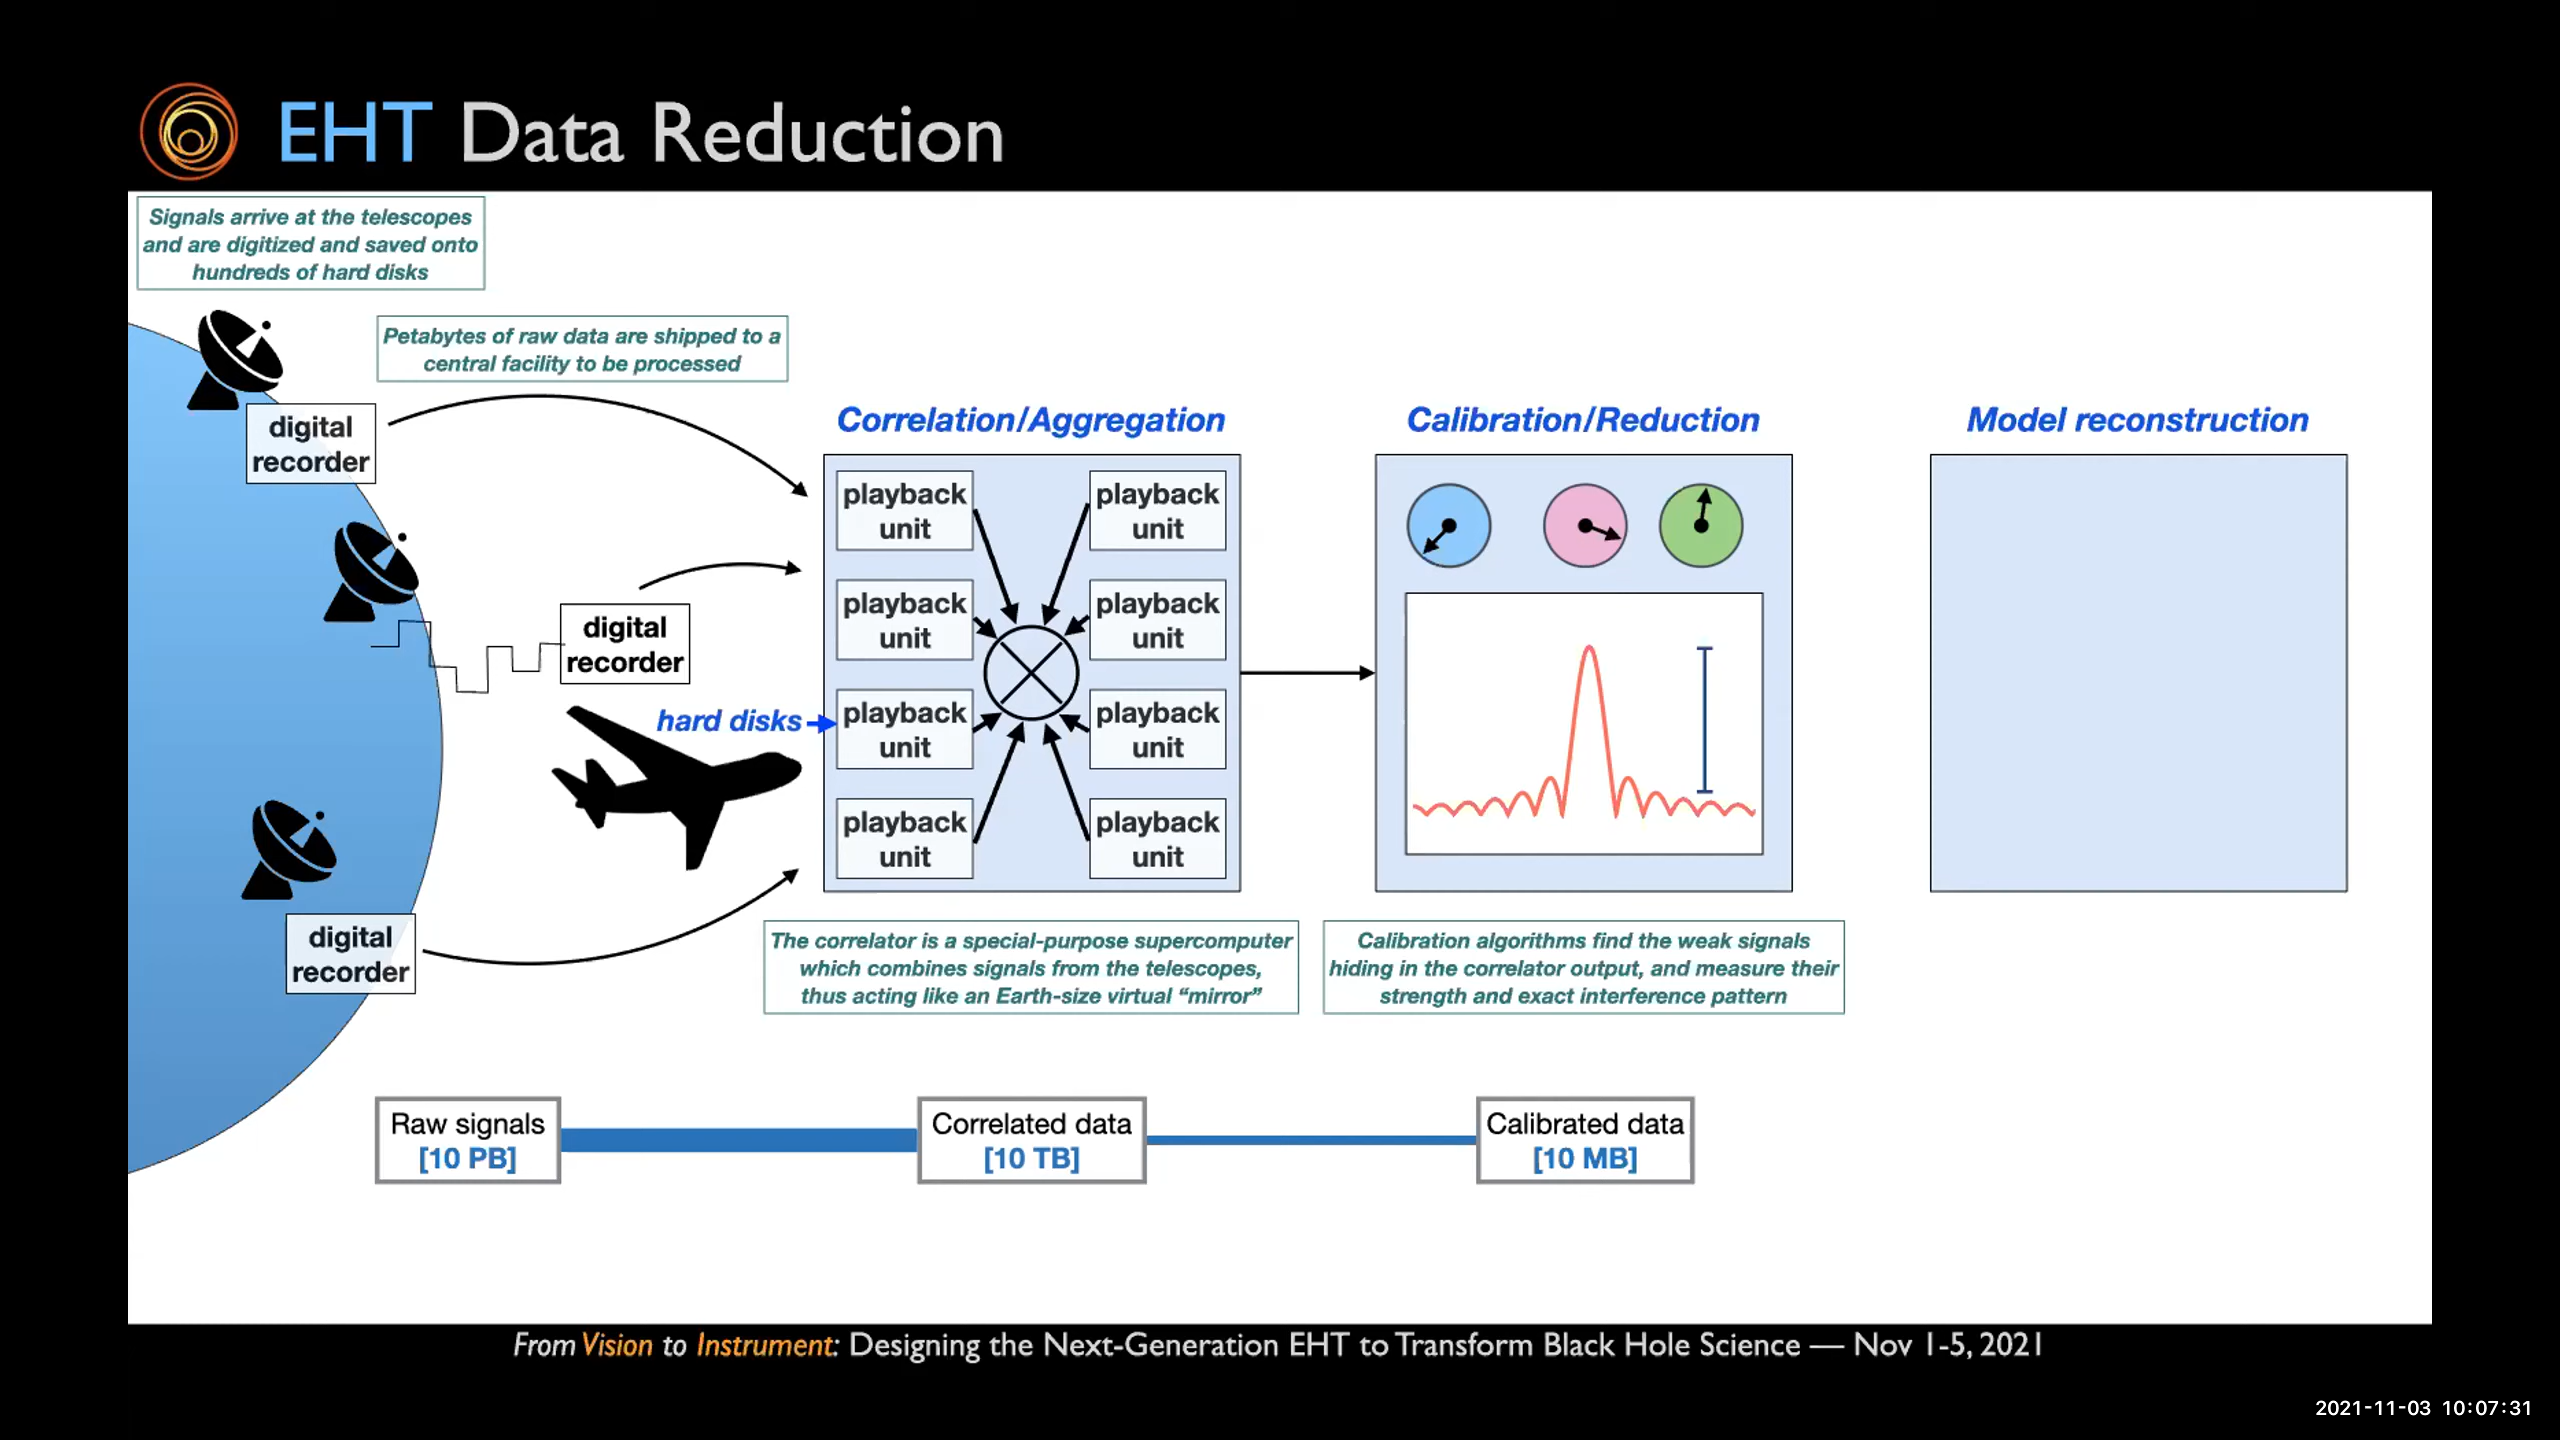 EHT Data Reduction
Signals arrive at the telescopes
and are digitized and saved onto
hundreds of hard disks
Petabytes of raw data are shipped to a
central facility to be processed
digital
recorder
digital
recorder
hard disks
digital
recorder
Correlation/Aggregation
playback
unit
playback
unit
playback
unit
playback
unit
playback
unit
playback
unit
playback
unit
playback
unit
The correlator is a special-purpose supercomputer
which combines signals from the telescopes,
thus acting like an Earth-size virtual “mirror”
Calibration/Reduction
Calibration algorithms find the weak signals
hiding in the correlator output, and measure their
strength and exact interference pattern
Model reconstruction
Raw signals
[10 PB]
Correlated data
[10 TB]
Calibrated data
[10 MB]
From Vision to Instrument: Designing the Next-Generation EHT to Transform Black Hole Science — Nov 1-5, 2021
2021-11-03 10:07:31